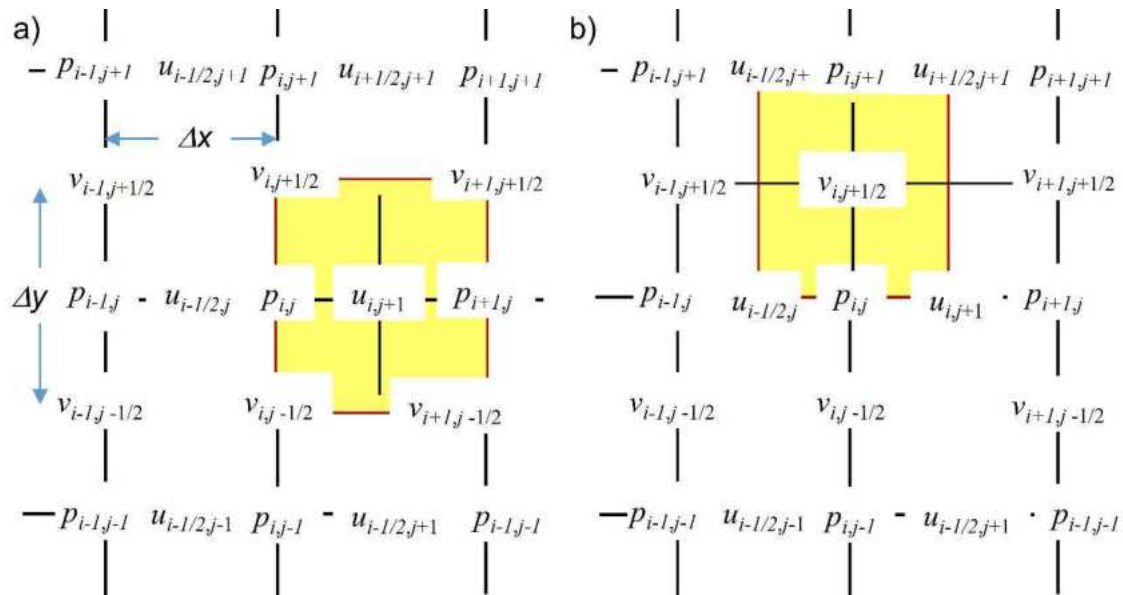 a)
p_{i-1,j+1} u_{i-1/2,j+1} p_{i,j+1} u_{i+1/2,j+1} p_{i+1,j+1}
Δx
v_{i-1,j+1/2} v_{i,j+1/2} v_{i+1,j+1/2}
Δy p_{i-1,j} u_{i-1/2,j} p_{i,j} u_{i,j+1} p_{i+1,j}
v_{i-1,j-1/2} v_{i,j-1/2} v_{i+1,j-1/2}
p_{i-1,j-1} u_{i-1/2,j-1} p_{i,j-1} u_{i-1/2,j+1} p_{i-1,j-1}
b)
p_{i-1,j+1} u_{i-1/2,j+} p_{i,j+1} u_{i+1/2,j+1} p_{i+1,j+1}
v_{i-1,j+1/2} v_{i,j+1/2} v_{i+1,j+1/2}
p_{i-1,j} u_{i-1/2,j} p_{i,j} u_{i,j+1} p_{i+1,j}
v_{i-1,j-1/2} v_{i,j-1/2} v_{i+1,j-1/2}
p_{i-1,j-1} u_{i-1/2,j-1} p_{i,j-1} u_{i-1/2,j+1} p_{i-1,j-1}